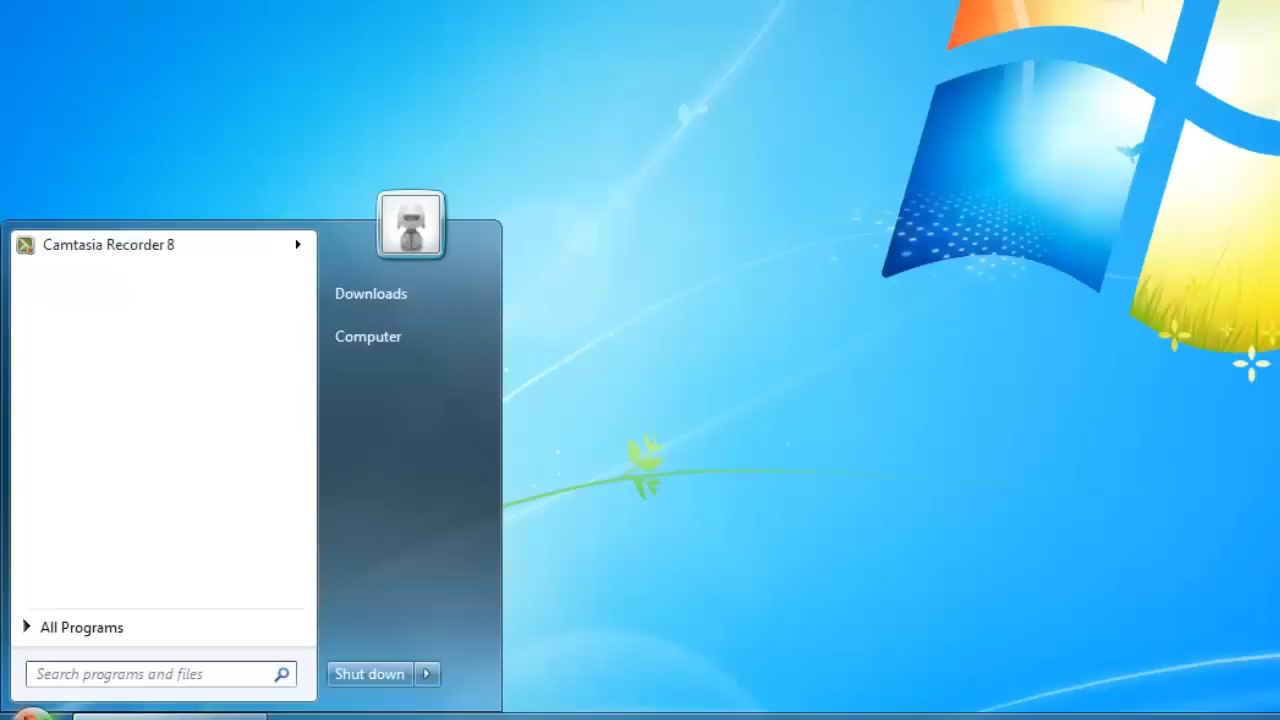 Camtasia Recorder 8
Downloads
Computer
All Programs
Search programs and files
Shut down